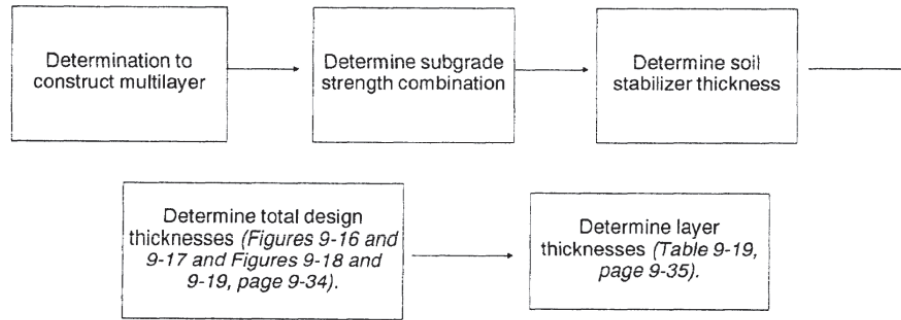 Determination to
construct multilayer
Determine subgrade
strength combination
Determine soil
stabilizer thickness
Determine total design
thicknesses (Figures 9-16 and
9-17 and Figures 9-18 and
9-19, page 9-34).
Determine layer
thicknesses (Table 9-19,
page 9-35).